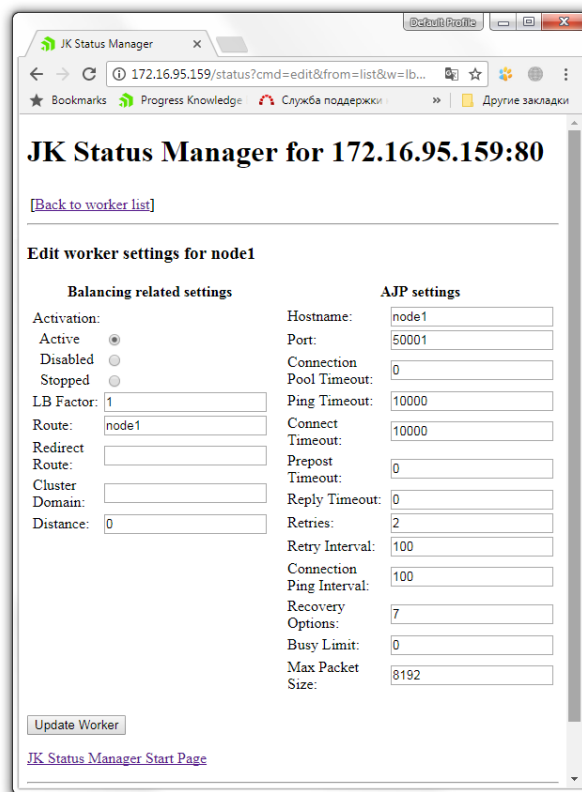 Default Profile
JK Status Manager
172.16.95.159/status?cmd=edit&from=list&w=lb...
Bookmarks Progress Knowledge Служба поддержки » Другие закладки
JK Status Manager for 172.16.95.159:80
[Back to worker list]
Edit worker settings for node1
Balancing related settings
Activation:
Active
Disabled
Stopped
LB Factor: 1
Route: node1
Redirect
Route:
Cluster
Domain:
Distance: 0
AJP settings
Hostname: node1
Port: 50001
Connection
Pool Timeout: 0
Ping Timeout: 10000
Connect
Timeout: 10000
Prepost
Timeout: 0
Reply Timeout: 0
Retries: 2
Retry Interval: 100
Connection
Ping Interval: 100
Recovery
Options: 7
Busy Limit: 0
Max Packet
Size: 8192
Update Worker
JK Status Manager Start Page